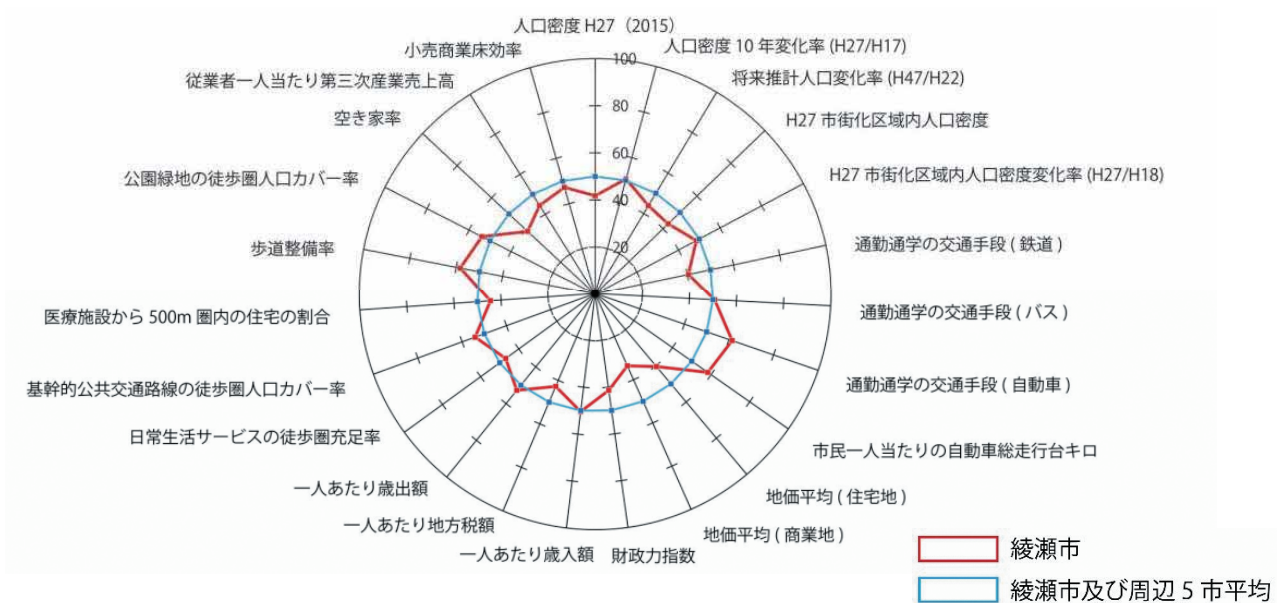 人口密度 H27（2015）
人口密度 10 年変化率 (H27/H17)
将来推計人口変化率 (H47/H22)
H27 市街化区域内人口密度
H27 市街化区域内人口密度変化率 (H27/H18)
通勤通学の交通手段 ( 鉄道 )
通勤通学の交通手段 ( バス )
通勤通学の交通手段 ( 自動車 )
市民一人当たりの自動車総走行台キロ
地価平均 ( 住宅地 )
地価平均 ( 商業地 )
財政力指数
一人あたり歳入額
一人あたり地方税額
一人あたり歳出額
日常生活サービスの徒歩圏充足率
基幹的公共交通路線の徒歩圏人口カバー率
医療施設から 500m 圏内の住宅の割合
歩道整備率
公園緑地の徒歩圏人口カバー率
空き家率
従業者一人当たり第三次産業売上高
小売商業床効率
100
80
60
40
20
綾瀬市
綾瀬市及び周辺 5 市平均